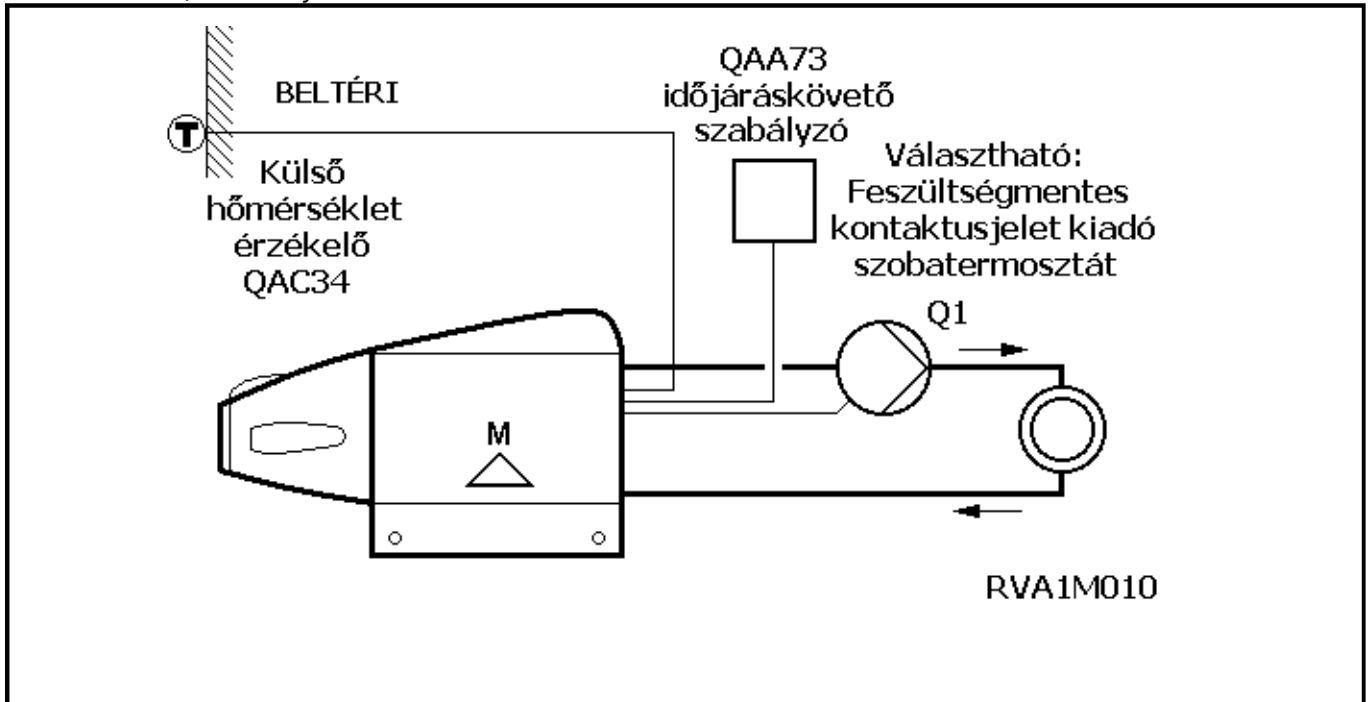 BELTÉRI
T
Külső
hőmérséklet
érzékelő
QAC34
QAA73
időjáráskövető
szabályzó
Választható:
Feszültségmentes
kontaktusjelet kiadó
szobatermosztát
Q1
M
RVA1M010